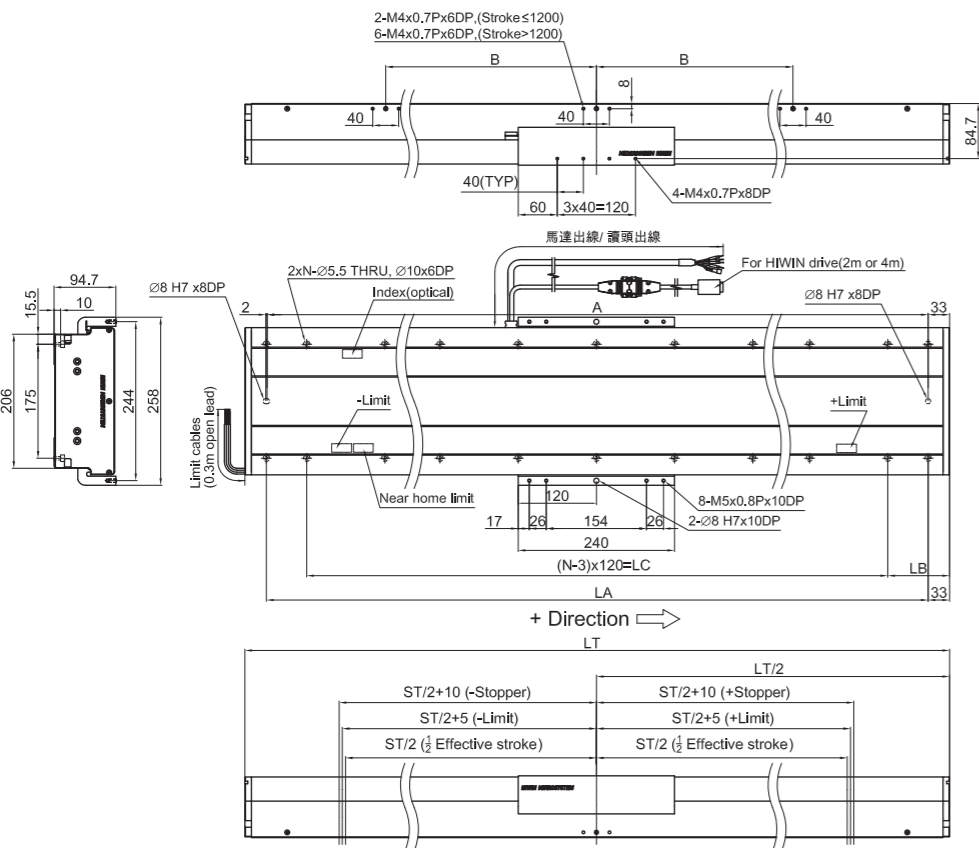 2-M4x0.7Px6DP,(Stroke≤1200)
6-M4x0.7Px6DP,(Stroke>1200)
B
B
8
40
40
40
84.7
40(TYP)
60
3x40=120
4-M4x0.7Px8DP
馬達出線/ 讀頭出線
For HIWIN drive(2m or 4m)
2xN-Ø5.5 THRU, Ø10x6DP
Index(optical)
Ø8 H7 x8DP
Ø8 H7 x8DP
94.7
10
15.5
2
A
33
206
175
244
258
-Limit
+Limit
Limit cables
(0.3m open lead)
Near home limit
120
8-M5x0.8Px10DP
2-Ø8 H7x10DP
17
26
154
26
240
(N-3)x120=LC
LB
LA
33
+ Direction
LT
LT/2
ST/2+10 (-Stopper)
ST/2+10 (+Stopper)
ST/2+5 (-Limit)
ST/2+5 (+Limit)
ST/2 (½ Effective stroke)
ST/2 (½ Effective stroke)